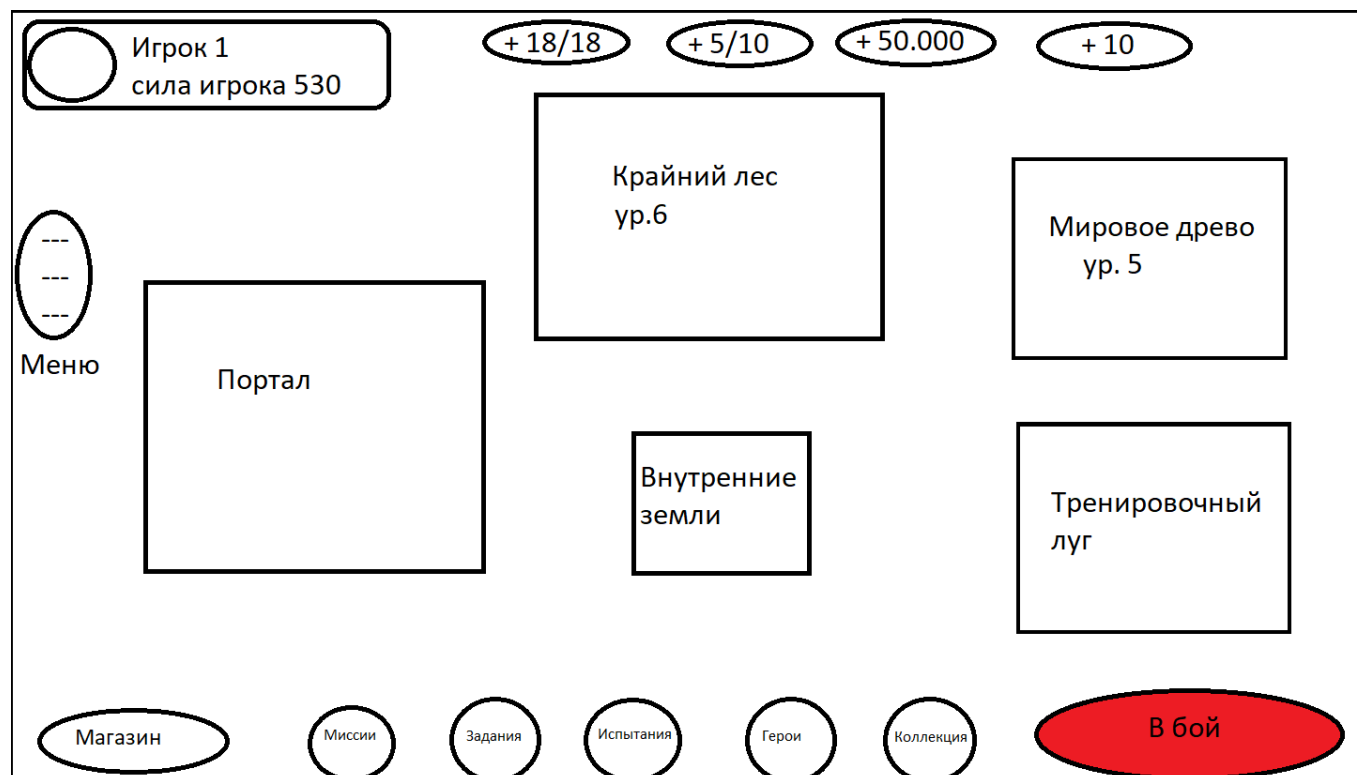 Игрок 1
сила игрока 530
+ 18/18
+ 5/10
+ 50.000
+ 10
Крайний лес
ур.6
Мировое древо
ур. 5
---
---
---
Меню
Портал
Внутренние
земли
Тренировочный
луг
Магазин
Миссии
Задания
Испытания
Герои
Коллекция
В бой